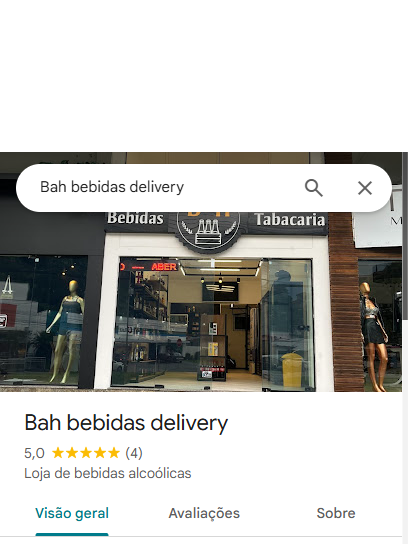 Bah bebidas delivery
Bebidas
Tabacaria
ABER
Bah bebidas delivery
5,0 ★★★★★ (4)
Loja de bebidas alcoólicas
Visão geral
Avaliações
Sobre